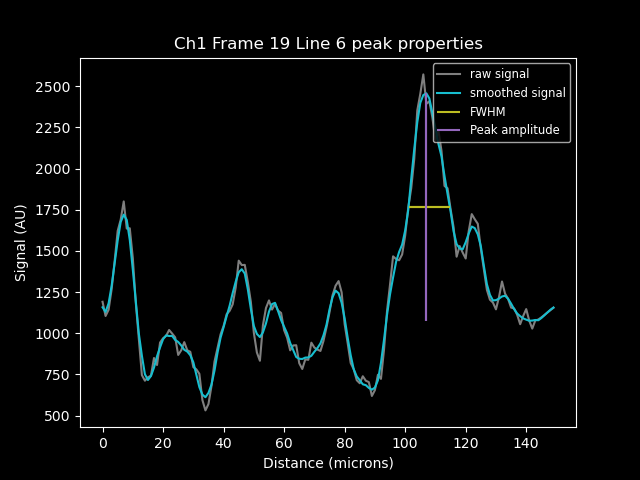 Ch1 Frame 19 Line 6 peak properties
raw signal
smoothed signal
FWHM
Peak amplitude
Signal (AU)
2500
2250
2000
1750
1500
1250
1000
750
500
0 20 40 60 80 100 120 140
Distance (microns)